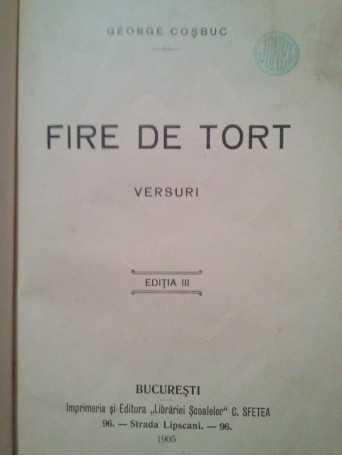 GEORGE COȘBUC
FIRE DE TORT
VERSURI
EDIȚIA III
BUCUREȘTI
Imprimeria și Editura „Librăriei Școalelor" C. SFETEA
96. — Strada Lipscani. — 96.
1905